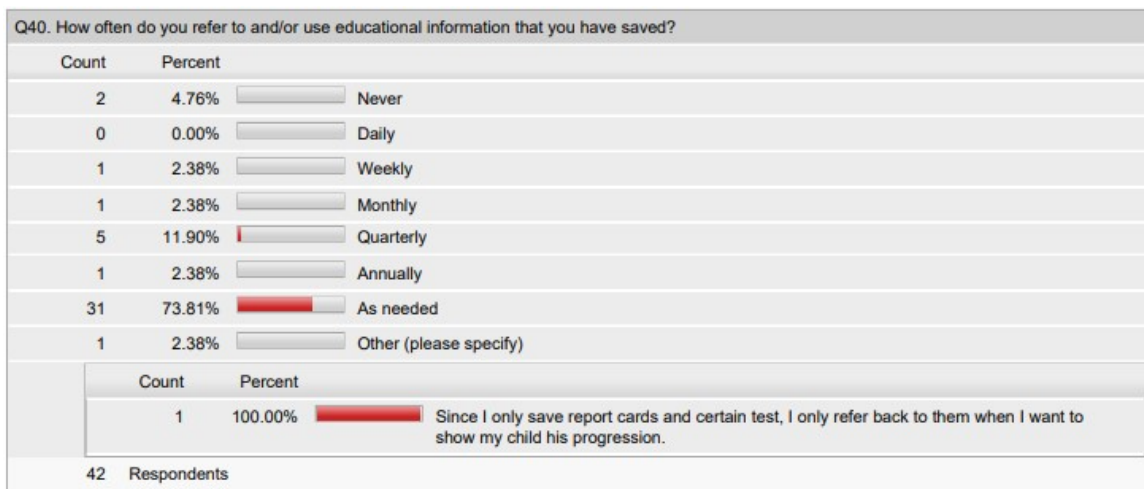 Q40. How often do you refer to and/or use educational information that you have saved?
Count Percent
2 4.76% Never
0 0.00% Daily
1 2.38% Weekly
1 2.38% Monthly
5 11.90% Quarterly
1 2.38% Annually
31 73.81% As needed
1 2.38% Other (please specify)
Count Percent
1 100.00% Since I only save report cards and certain test, I only refer back to them when I want to
show my child his progression.
42 Respondents